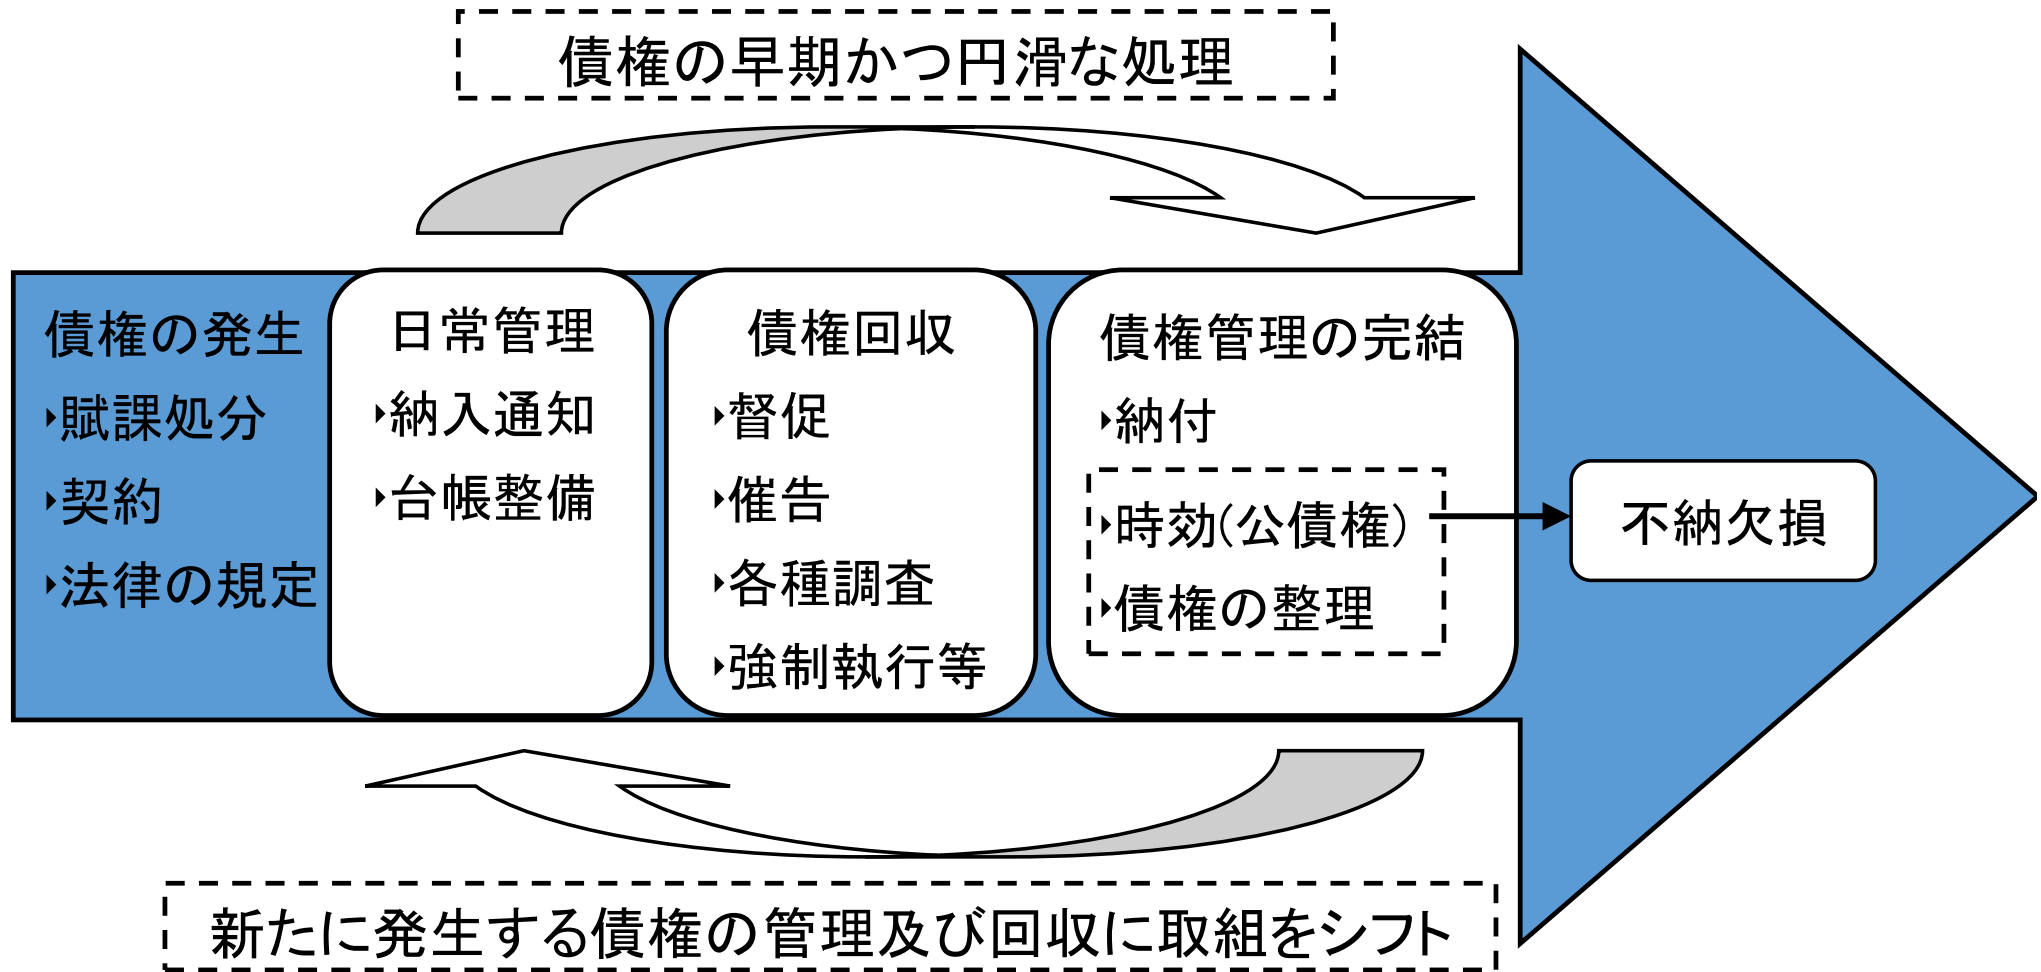 債権の早期かつ円滑な処理
債権の発生
‣賦課処分
‣契約
‣法律の規定
日常管理
‣納入通知
‣台帳整備
債権回収
‣督促
‣催告
‣各種調査
‣強制執行等
債権管理の完結
‣納付
‣時効(公債権)
‣債権の整理
不納欠損
新たに発生する債権の管理及び回収に取組をシフト